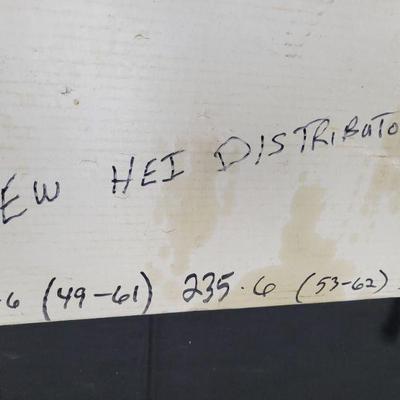 EW HEI DISTRIBUTO
-6 (49-61) 235.6 (53-62)